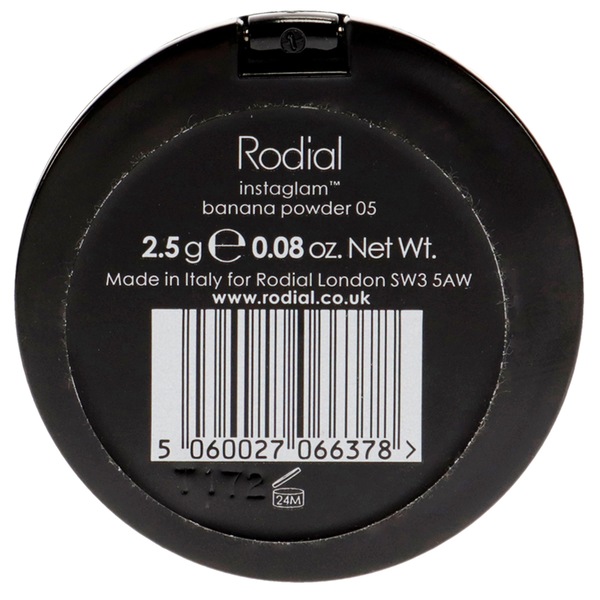 Rodial
instaglam™
banana powder 05
2.5 g ℮ 0.08 oz. Net Wt.
Made in Italy for Rodial London SW3 5AW
www.rodial.co.uk
5 060027 066378 >
T172
24M